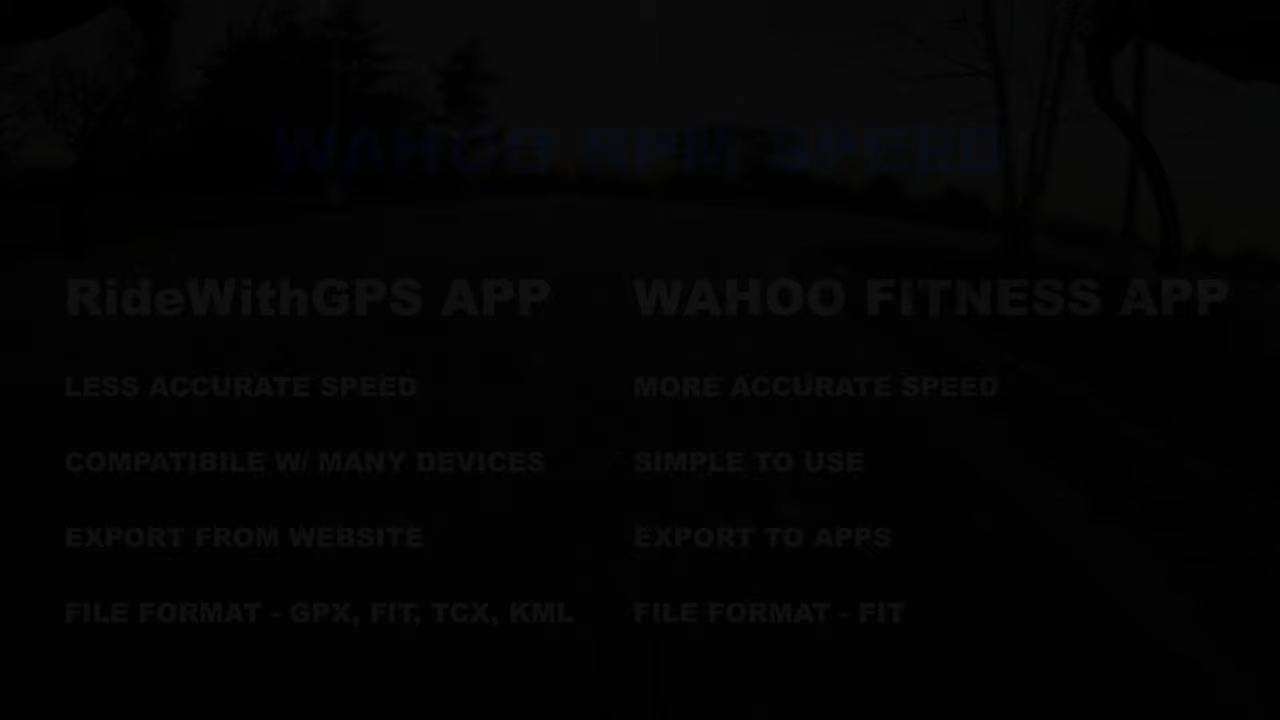 WAHOO RPM SPEED
RideWithGPS APP
LESS ACCURATE SPEED
COMPATIBILE W/ MANY DEVICES
EXPORT FROM WEBSITE
FILE FORMAT - GPX, FIT, TCX, KML
WAHOO FITNESS APP
MORE ACCURATE SPEED
SIMPLE TO USE
EXPORT TO APPS
FILE FORMAT - FIT